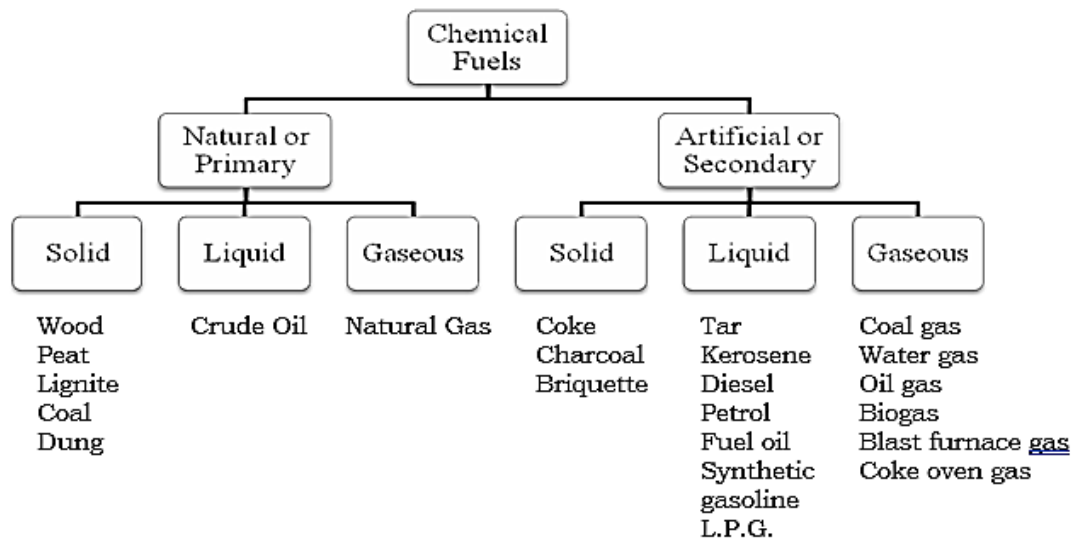 Chemical
Fuels
Natural or
Primary
Artificial or
Secondary
Solid
Liquid
Gaseous
Solid
Liquid
Gaseous
Wood
Peat
Lignite
Coal
Dung
Crude Oil
Natural Gas
Coke
Charcoal
Briquette
Tar
Kerosene
Diesel
Petrol
Fuel oil
Synthetic
gasoline
L.P.G.
Coal gas
Water gas
Oil gas
Biogas
Blast furnace gas
Coke oven gas